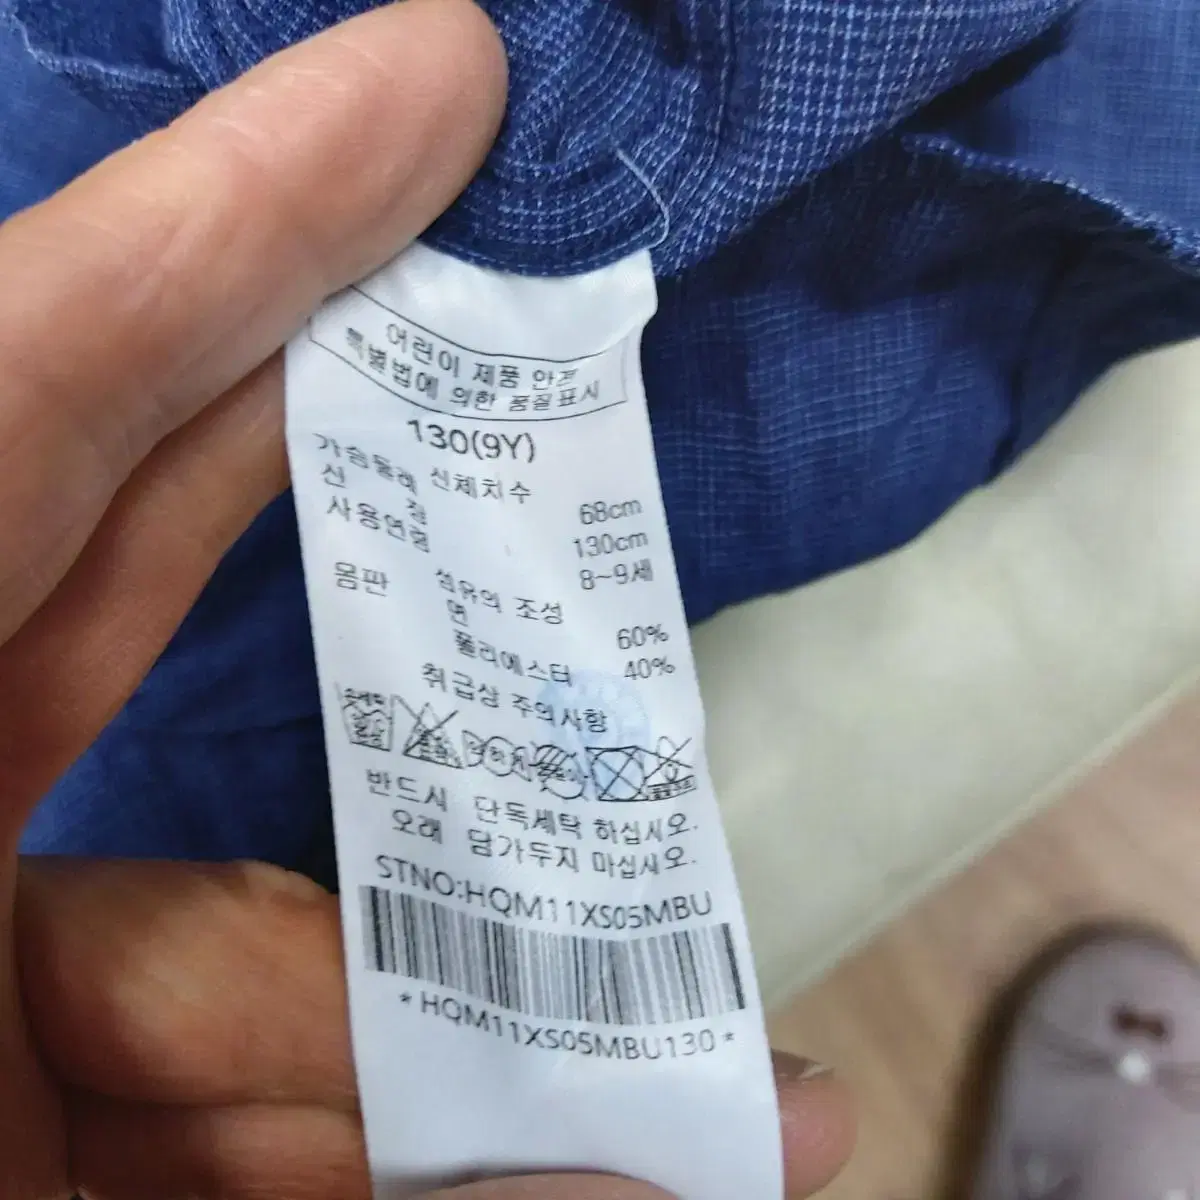 어린이 제품 안전
특별법에 의한 품질표시
130(9Y)
신체치수
가슴둘레 68cm
신 장 130cm
사용연령 8~9세
섬유의 조성
몸판 면 60%
폴리에스터 40%
취급상 주의사항
반드시 단독세탁 하십시오.
오래 담가두지 마십시오.
STNO:HQM11XS05MBU
*HQM11XS05MBU130*